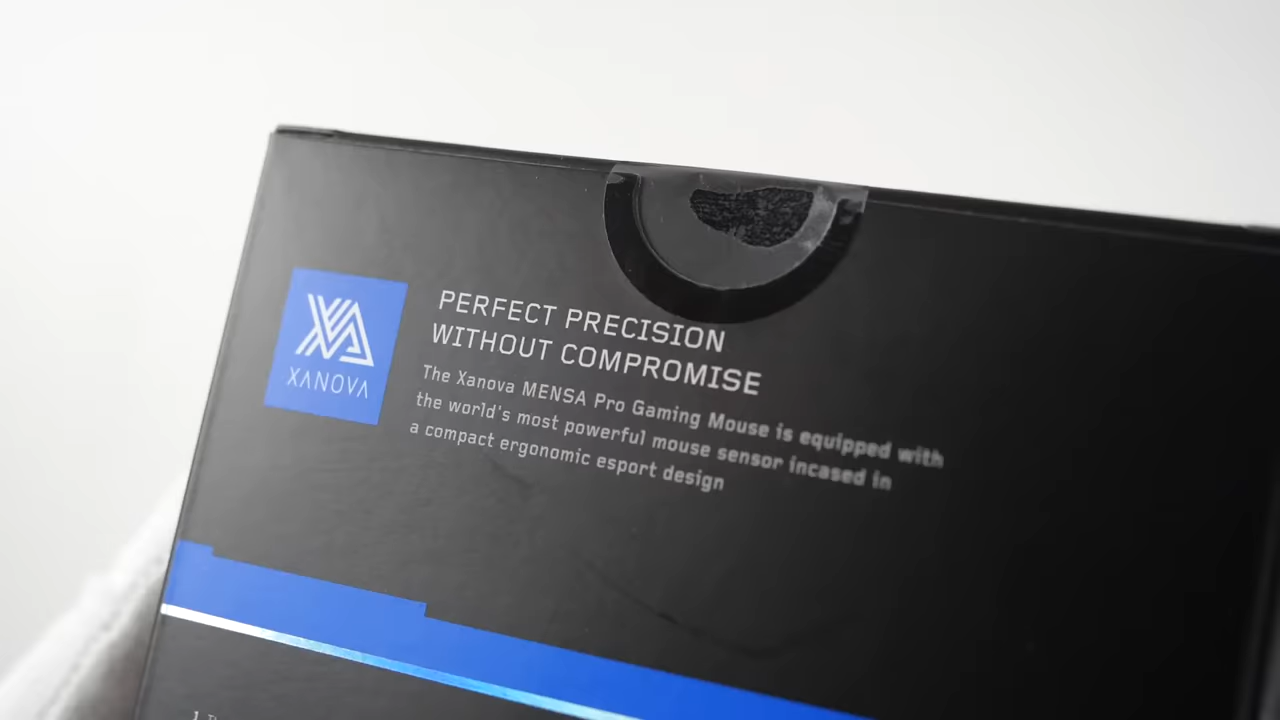 XANOVA
PERFECT PRECISION
WITHOUT COMPROMISE
The Xanova MENSA Pro Gaming Mouse is equipped with
the world's most powerful mouse sensor incased in
a compact ergonomic esport design